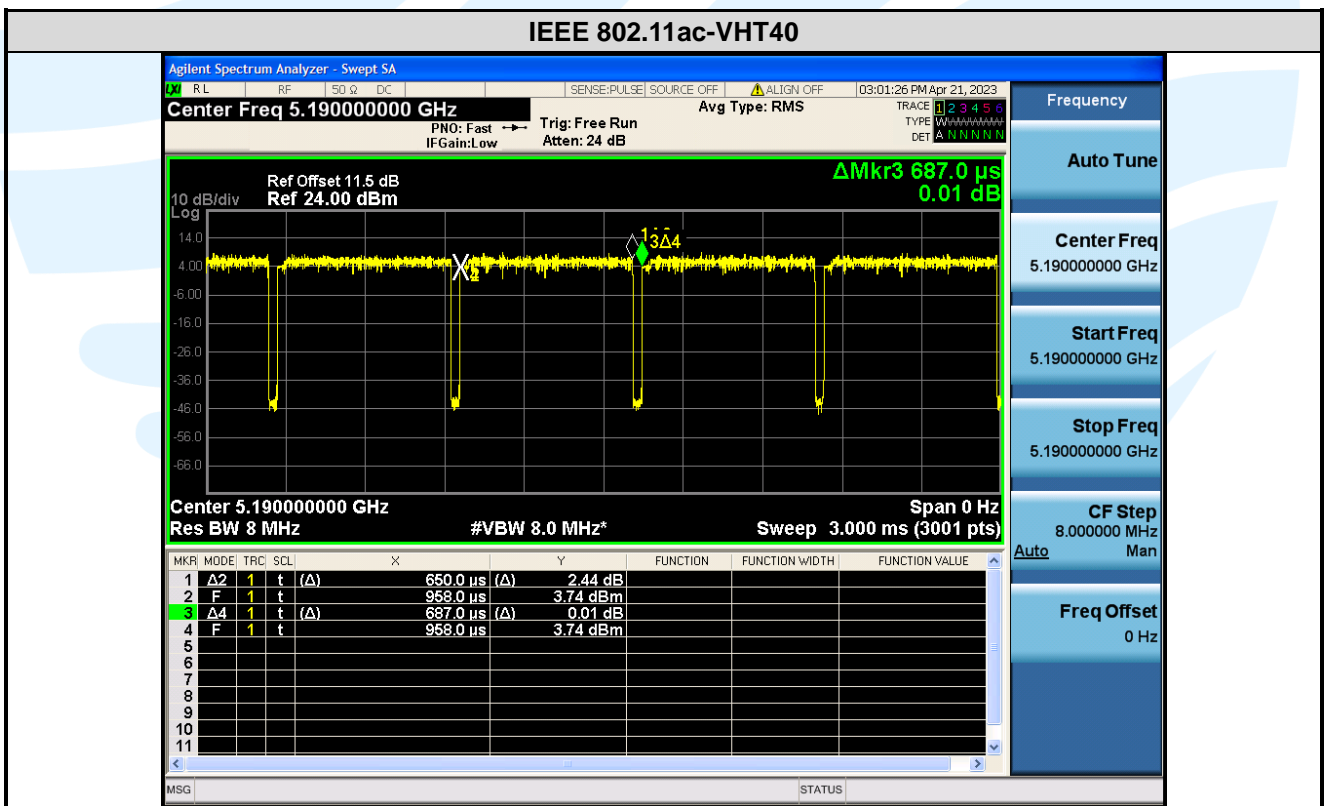 IEEE 802.11ac-VHT40
Agilent Spectrum Analyzer - Swept SA
LXI RL RF 50 Ω DC SENSE:PULSE SOURCE OFF ALIGN OFF 03:01:26 PM Apr 21, 2023
Center Freq 5.190000000 GHz Avg Type: RMS TRACE 1 2 3 4 5 6
PNO: Fast Trig: Free Run TYPE
IFGain:Low Atten: 24 dB DET A N N N N N
ΔMkr3 687.0 µs
0.01 dB
Ref Offset 11.5 dB
10 dB/div Ref 24.00 dBm
Log
14.0
4.00
-6.00
-16.0
-26.0
-36.0
-46.0
-56.0
-66.0
3Δ4
Center 5.190000000 GHz Span 0 Hz
Res BW 8 MHz #VBW 8.0 MHz* Sweep 3.000 ms (3001 pts)
MKR MODE TRC SCL X Y FUNCTION FUNCTION WIDTH FUNCTION VALUE
1 Δ2 1 t (Δ) 650.0 µs (Δ) 2.44 dB
2 F 1 t 958.0 µs 3.74 dBm
3 Δ4 1 t (Δ) 687.0 µs (Δ) 0.01 dB
4 F 1 t 958.0 µs 3.74 dBm
5
6
7
8
9
10
11
MSG STATUS
Frequency
Auto Tune
Center Freq
5.190000000 GHz
Start Freq
5.190000000 GHz
Stop Freq
5.190000000 GHz
CF Step
8.000000 MHz
Auto Man
Freq Offset
0 Hz